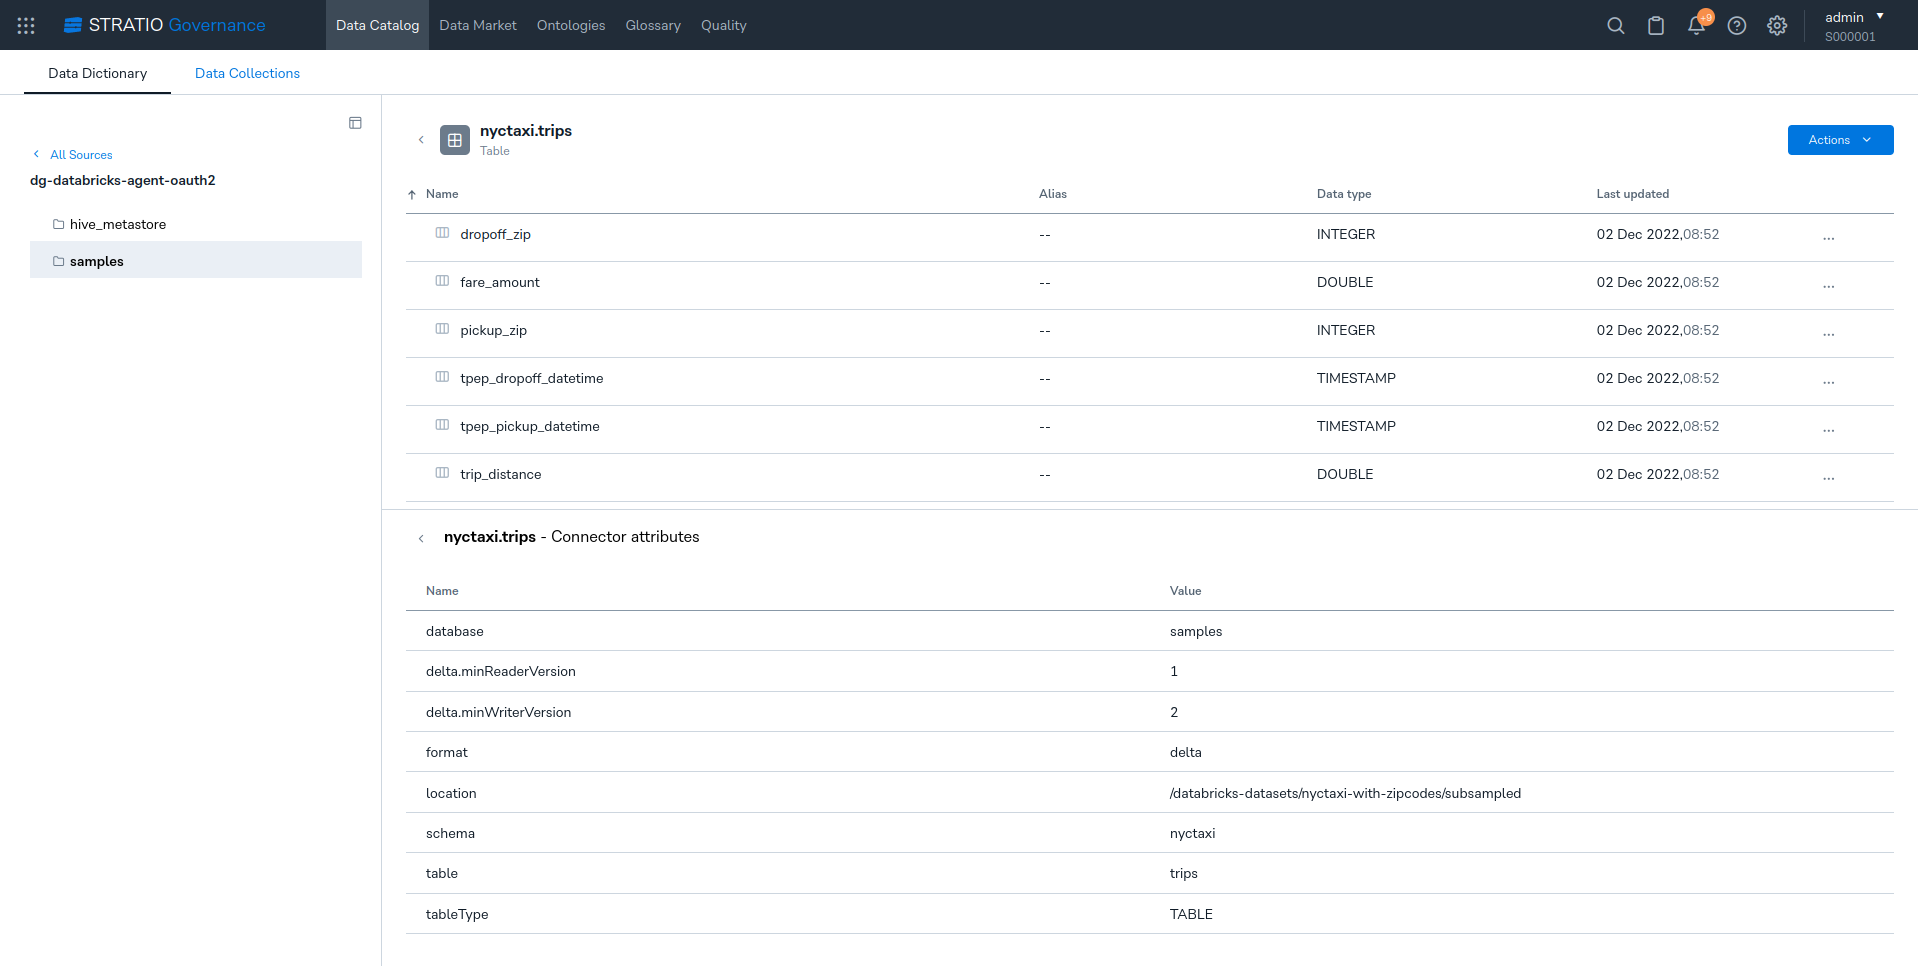 STRATIO Governance
Data Catalog Data Market Ontologies Glossary Quality
+9
admin
S000001
Data Dictionary Data Collections
All Sources
dg-databricks-agent-oauth2
hive_metastore
samples
nyctaxi.trips
Table
Actions
Name Alias Data type Last updated
dropoff_zip -- INTEGER 02 Dec 2022,08:52 ...
fare_amount -- DOUBLE 02 Dec 2022,08:52 ...
pickup_zip -- INTEGER 02 Dec 2022,08:52 ...
tpep_dropoff_datetime -- TIMESTAMP 02 Dec 2022,08:52 ...
tpep_pickup_datetime -- TIMESTAMP 02 Dec 2022,08:52 ...
trip_distance -- DOUBLE 02 Dec 2022,08:52 ...
nyctaxi.trips - Connector attributes
Name Value
database samples
delta.minReaderVersion 1
delta.minWriterVersion 2
format delta
location /databricks-datasets/nyctaxi-with-zipcodes/subsampled
schema nyctaxi
table trips
tableType TABLE